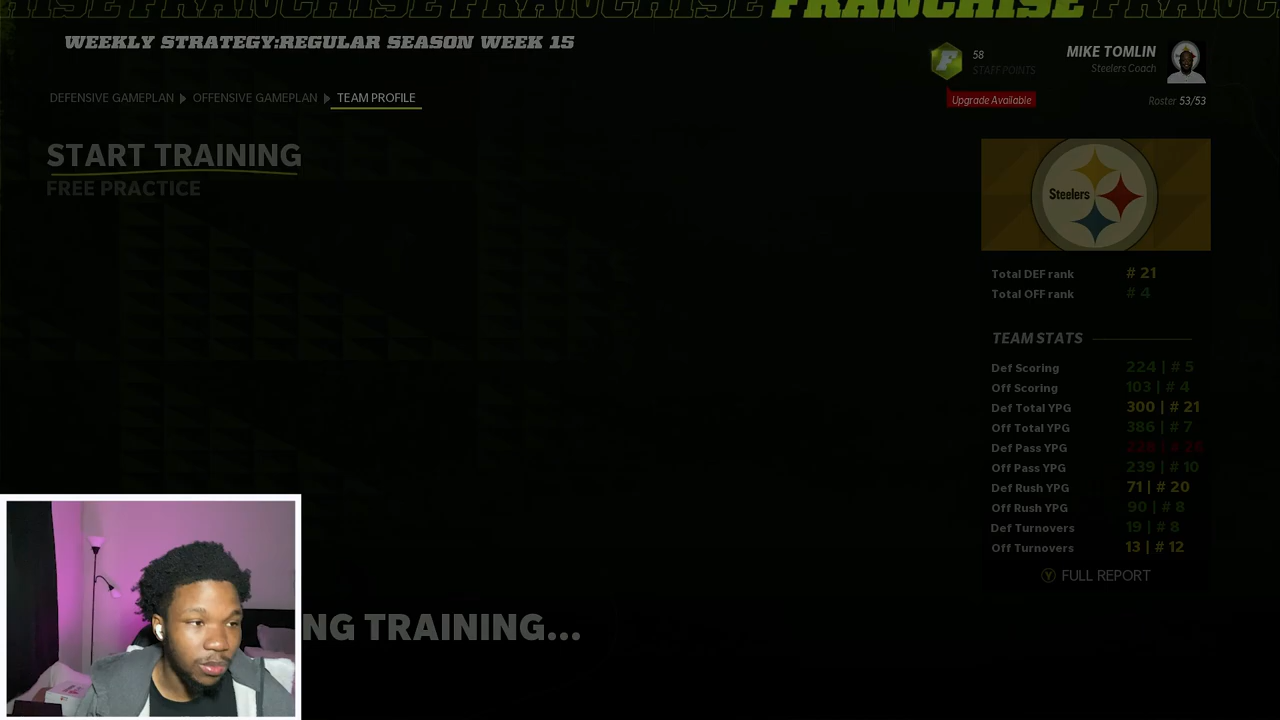 FRANCHISE FRANCHISE FRANCHISE
WEEKLY STRATEGY:REGULAR SEASON WEEK 15
58
STAFF POINTS
Upgrade Available
MIKE TOMLIN
Steelers Coach
Roster 53/53
DEFENSIVE GAMEPLAN OFFENSIVE GAMEPLAN TEAM PROFILE
START TRAINING
FREE PRACTICE
Steelers
Total DEF rank # 21
Total OFF rank # 4
TEAM STATS
Def Scoring 224 | # 5
Off Scoring 103 | # 4
Def Total YPG 300 | # 21
Off Total YPG 386 | # 7
Def Pass YPG
Off Pass YPG 239 | # 10
Def Rush YPG 71 | # 20
Off Rush YPG 90 | # 8
Def Turnovers 19 | # 8
Off Turnovers 13 | # 12
Y FULL REPORT
NG TRAINING...